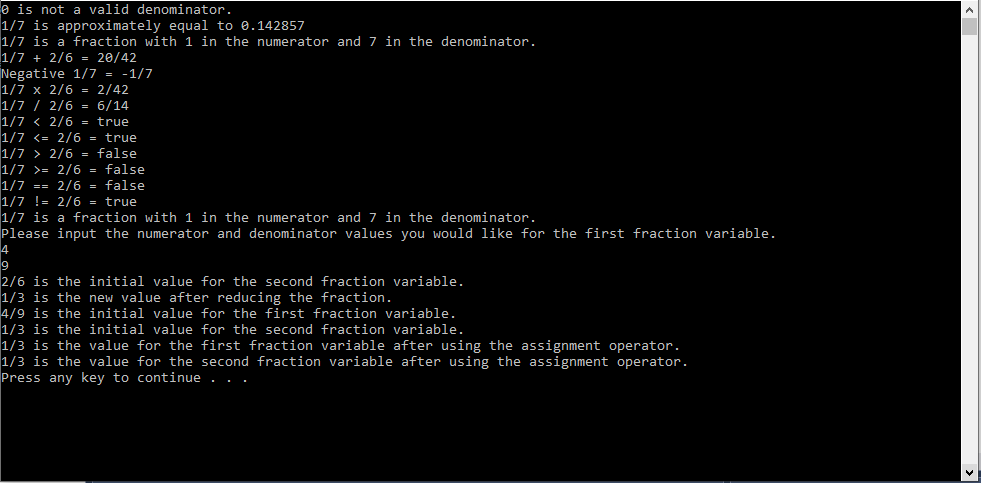 0 is not a valid denominator.
1/7 is approximately equal to 0.142857
1/7 is a fraction with 1 in the numerator and 7 in the denominator.
1/7 + 2/6 = 20/42
Negative 1/7 = -1/7
1/7 x 2/6 = 2/42
1/7 / 2/6 = 6/14
1/7 < 2/6 = true
1/7 <= 2/6 = true
1/7 > 2/6 = false
1/7 >= 2/6 = false
1/7 == 2/6 = false
1/7 != 2/6 = true
1/7 is a fraction with 1 in the numerator and 7 in the denominator.
Please input the numerator and denominator values you would like for the first fraction variable.
4
9
2/6 is the initial value for the second fraction variable.
1/3 is the new value after reducing the fraction.
4/9 is the initial value for the first fraction variable.
1/3 is the initial value for the second fraction variable.
1/3 is the value for the first fraction variable after using the assignment operator.
1/3 is the value for the second fraction variable after using the assignment operator.
Press any key to continue . . .